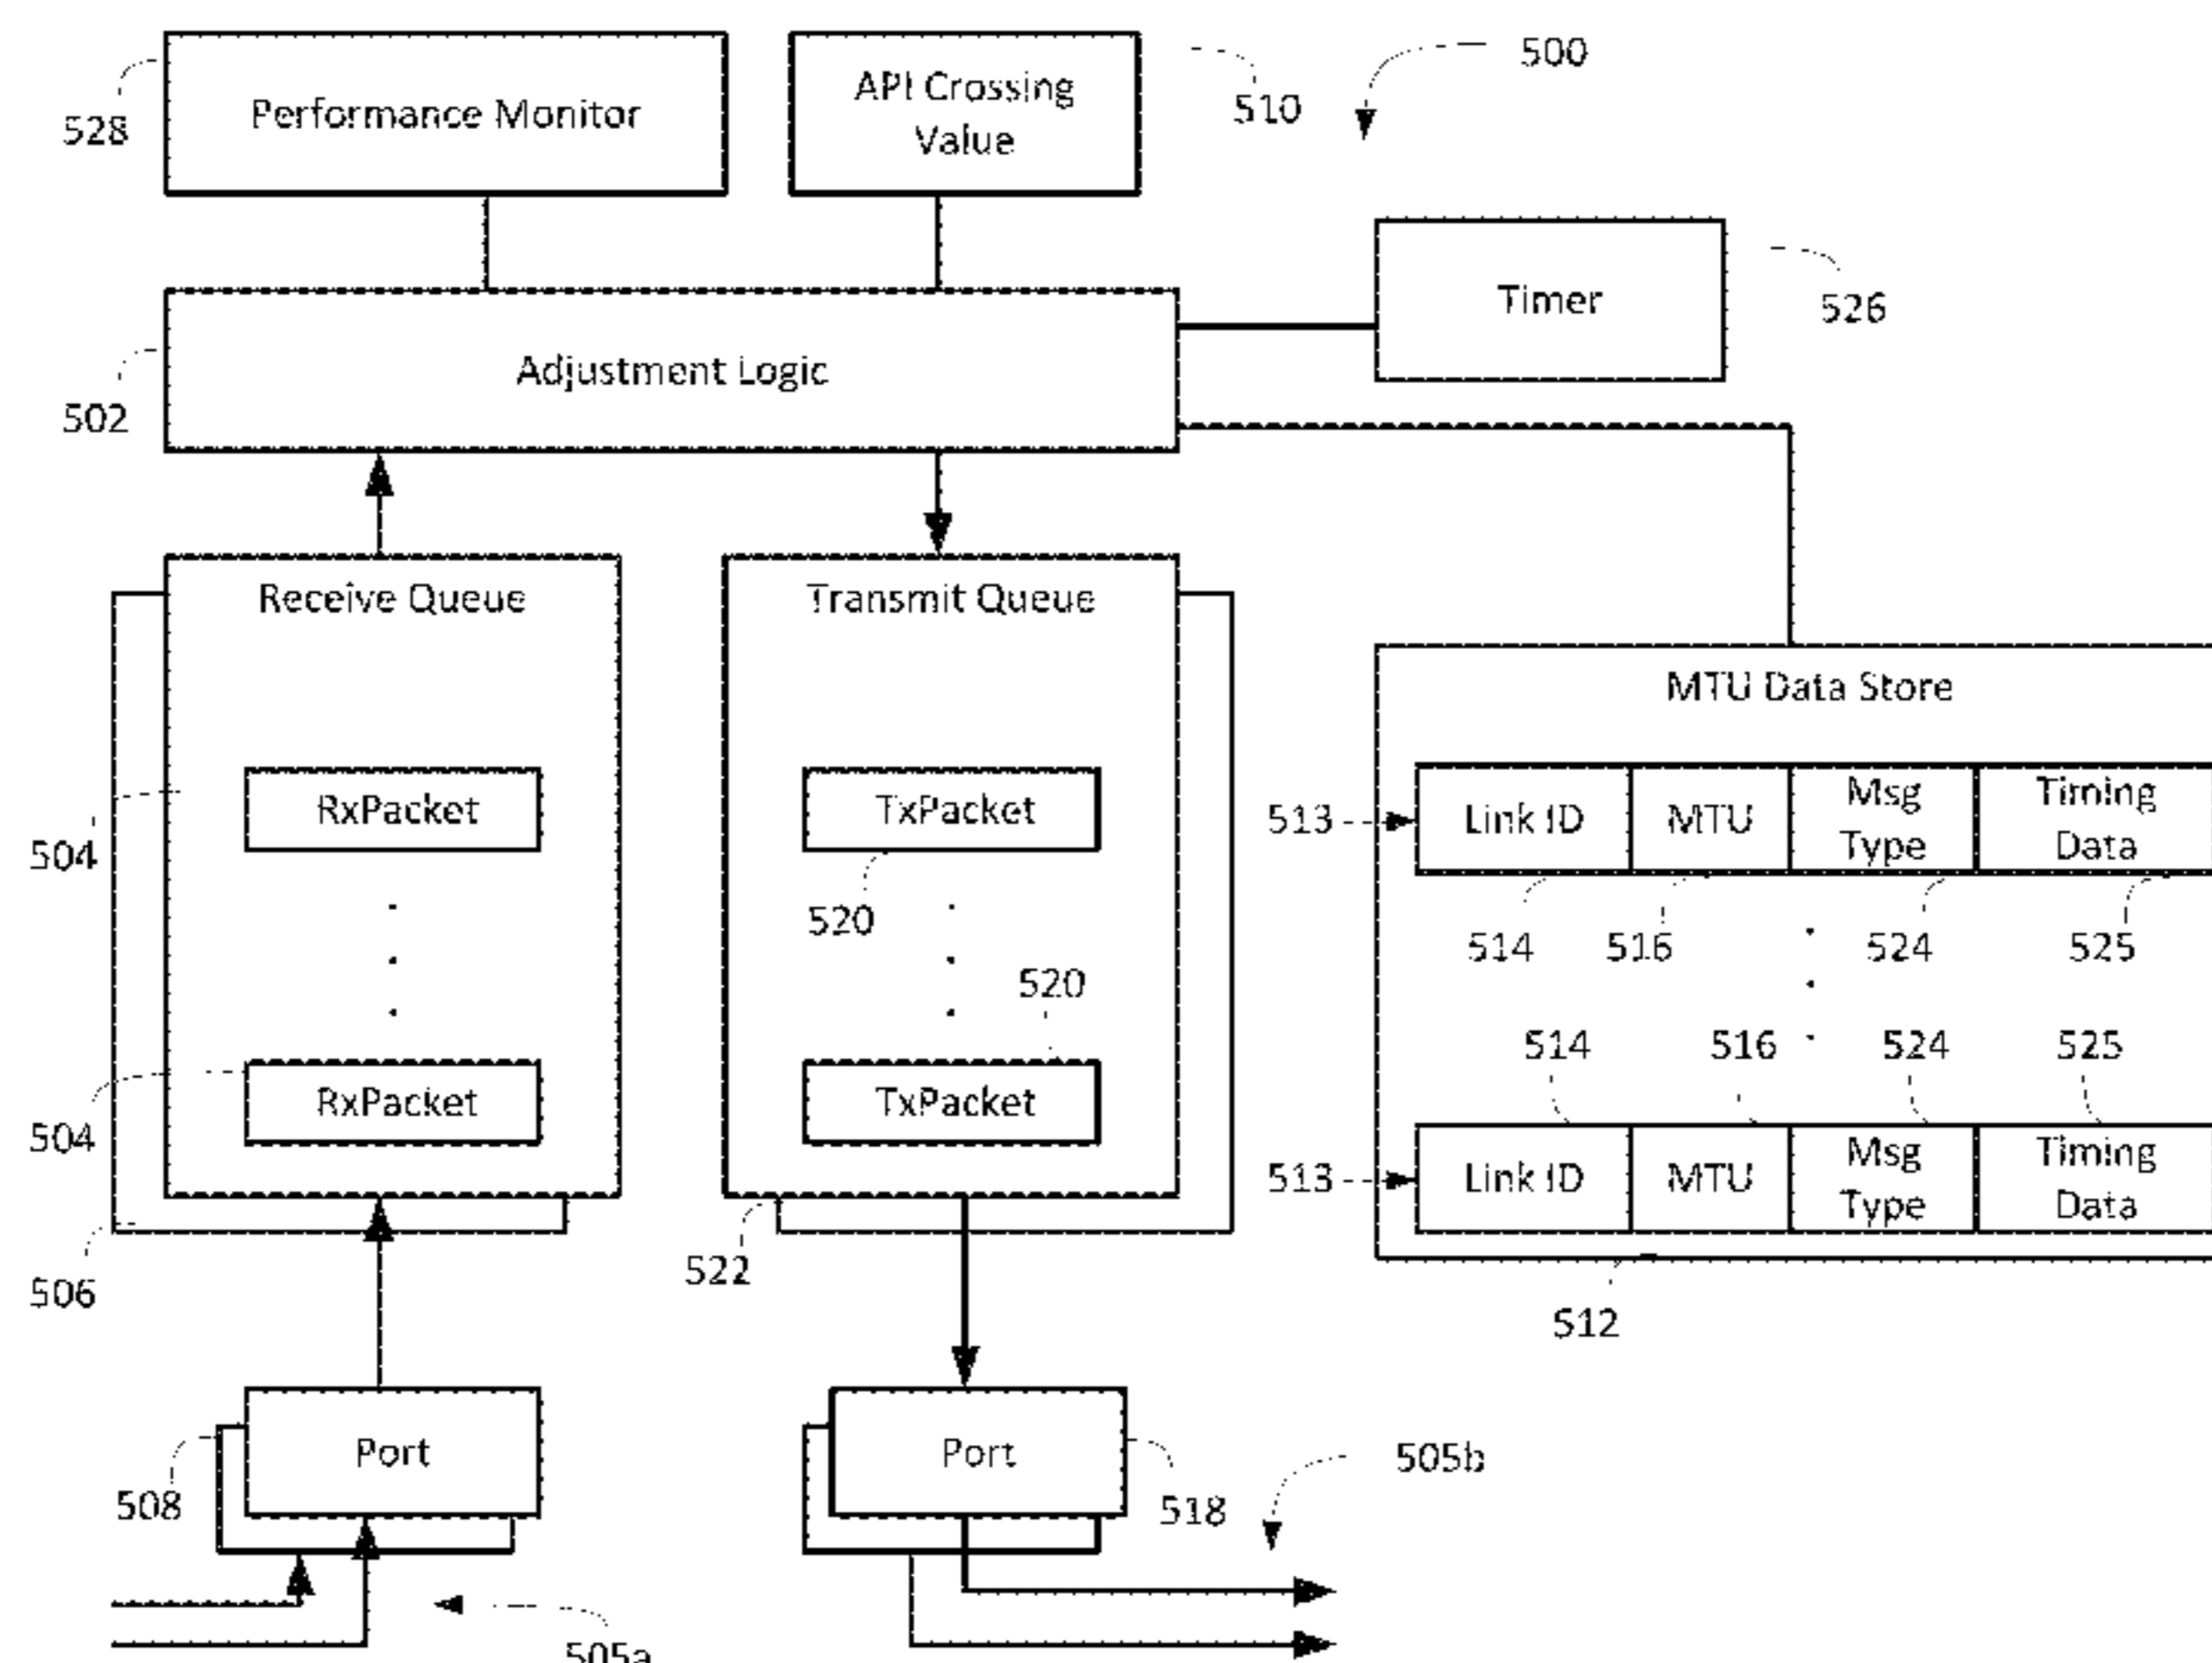 500
Performance Monitor
528
API Crossing
Value
510
Timer
526
Adjustment Logic
502
Receive Queue
Transmit Queue
MTU Data Store
RxPacket
504
TxPacket
520
513
Link ID
MTU
Msg
Type
Timing
Data
514
516
524
525
520
514
516
524
525
RxPacket
504
TxPacket
513
Link ID
MTU
Msg
Type
Timing
Data
506
522
512
Port
508
Port
518
505b
505a